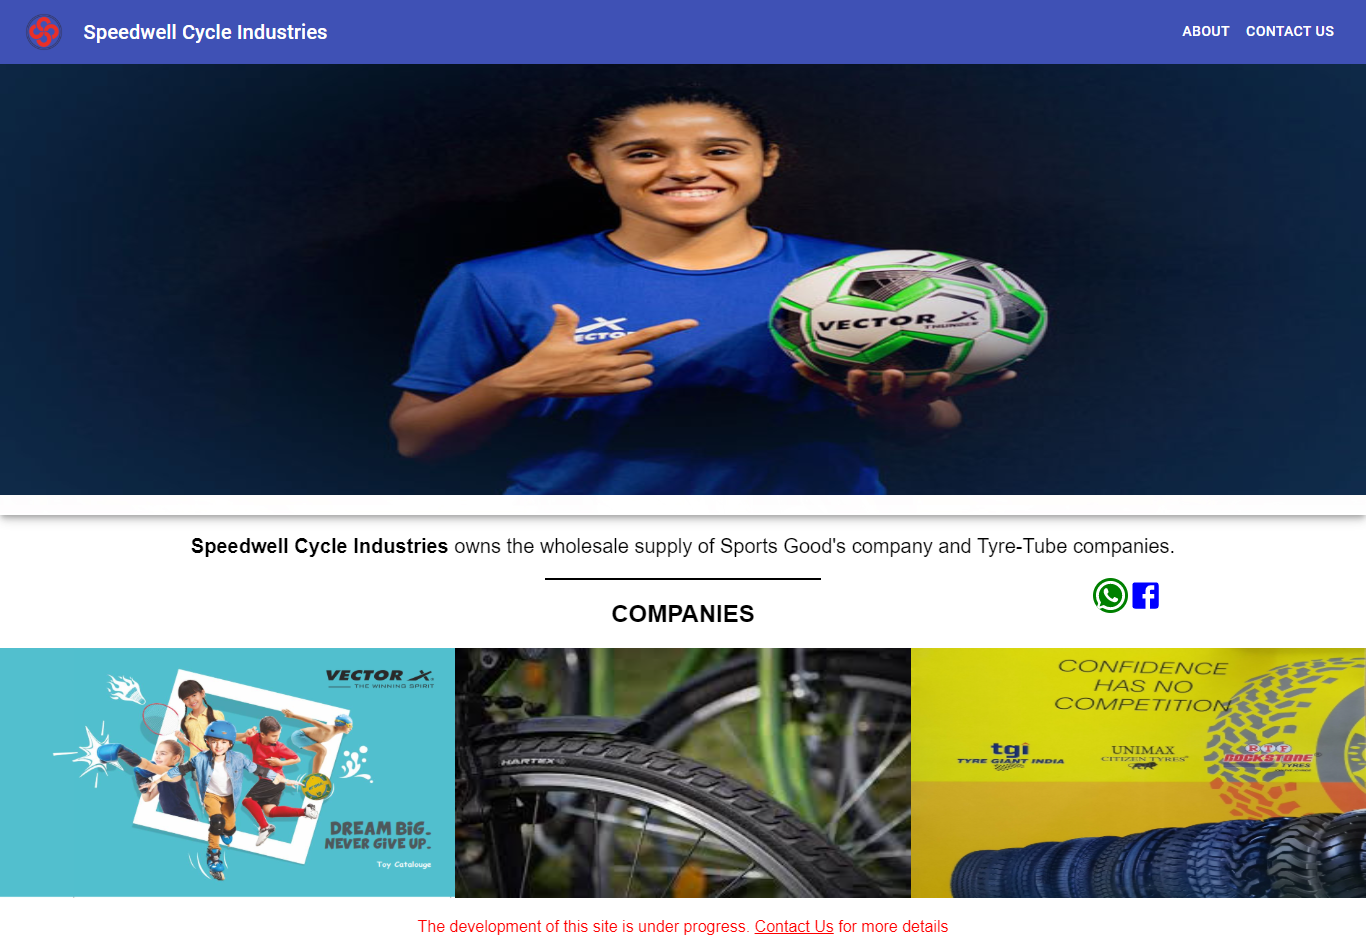 Speedwell Cycle Industries
ABOUT CONTACT US
VECTOR X
THUNDER
Speedwell Cycle Industries owns the wholesale supply of Sports Good's company and Tyre-Tube companies.
COMPANIES
VECTOR X
THE WINNING SPIRIT
DREAM BIG.
NEVER GIVE UP.
Toy Catalouge
HARTEX
CONFIDENCE
HAS NO
COMPETITION
tgi
TYRE GIANT INDIA
UNIMAX
CITIZEN TYRES
RTF
ROCKSTONE
TYRES
The development of this site is under progress. Contact Us for more details